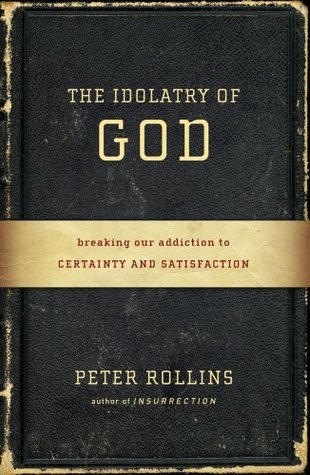 THE IDOLATRY OF
GOD
breaking our addiction to
CERTAINTY AND SATISFACTION
PETER ROLLINS
author of INSURRECTION